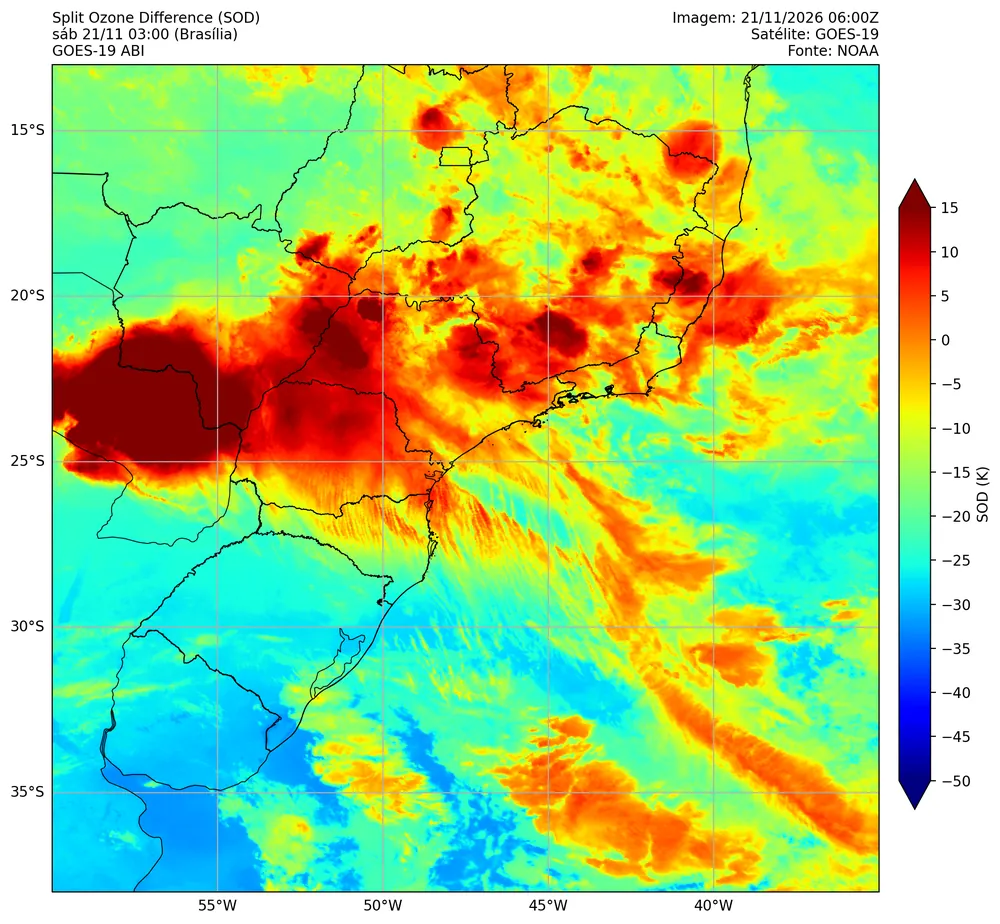 Split Ozone Difference (SOD)
sáb 21/11 03:00 (Brasília)
GOES-19 ABI
Imagem: 21/11/2026 06:00Z
Satélite: GOES-19
Fonte: NOAA
15°S
20°S
25°S
30°S
35°S
55°W
50°W
45°W
40°W
15
10
5
0
−5
−10
−15
−20
−25
−30
−35
−40
−45
−50
SOD (K)